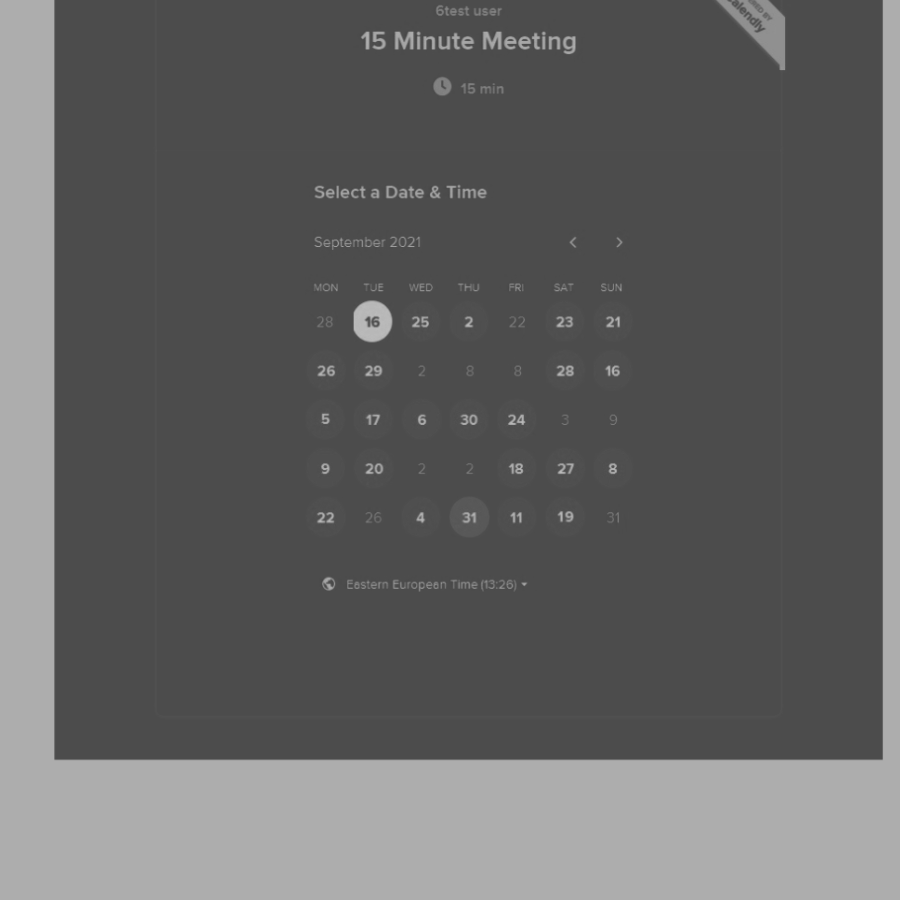 6test user
15 Minute Meeting
15 min
Calendly
Select a Date & Time
September 2021
MON TUE WED THU FRI SAT SUN
28 16 25 2 22 23 21
26 29 2 8 8 28 16
5 17 6 30 24 3 9
9 20 2 2 18 27 8
22 26 4 31 11 19 31
Eastern European Time (13:26)